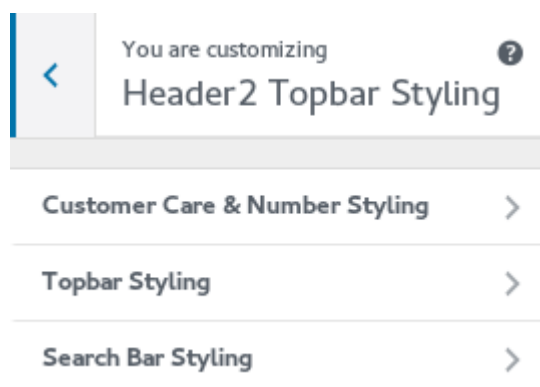 You are customizing
Header2 Topbar Styling
Customer Care & Number Styling
Topbar Styling
Search Bar Styling